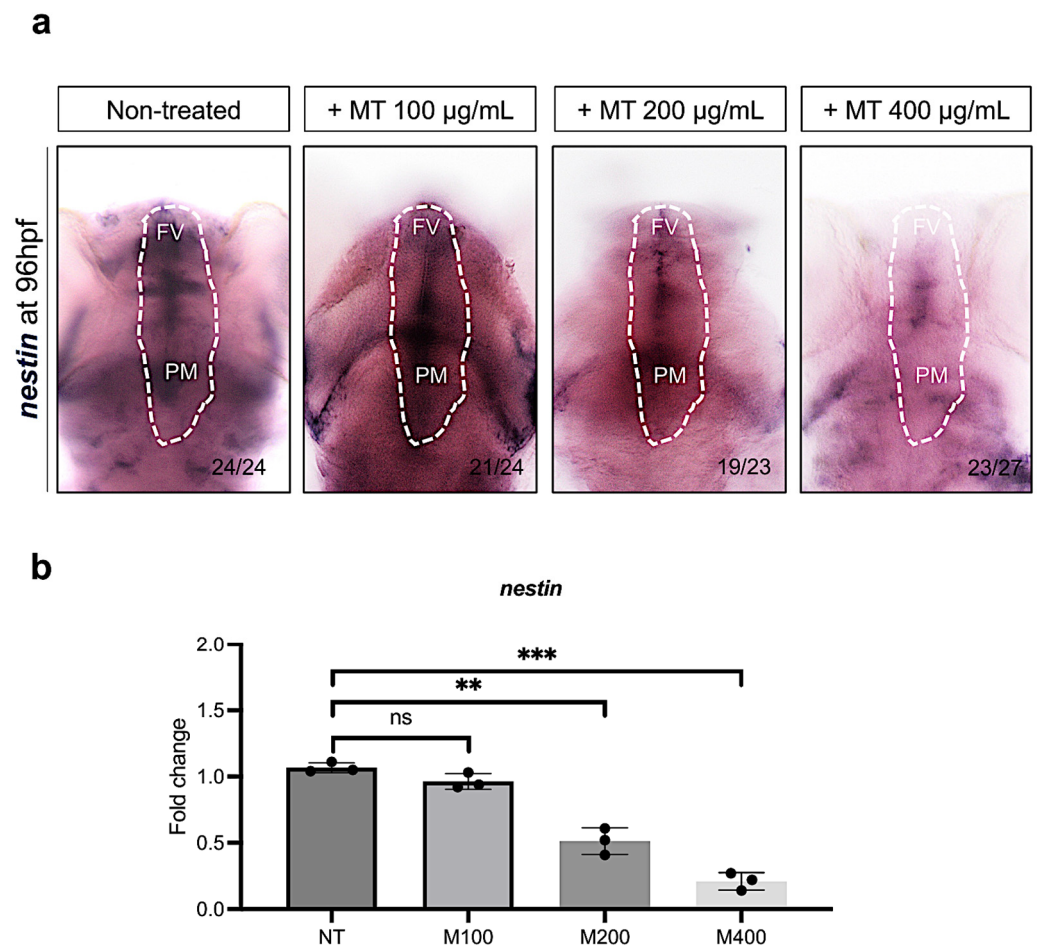 a
Non-treated
+ MT 100 µg/mL
+ MT 200 µg/mL
+ MT 400 µg/mL
nestin at 96hpf
FV
PM
24/24
FV
PM
21/24
FV
PM
19/23
FV
PM
23/27
b
nestin
Fold change
2.0
1.5
1.0
0.5
0.0
***
**
ns
NT
M100
M200
M400